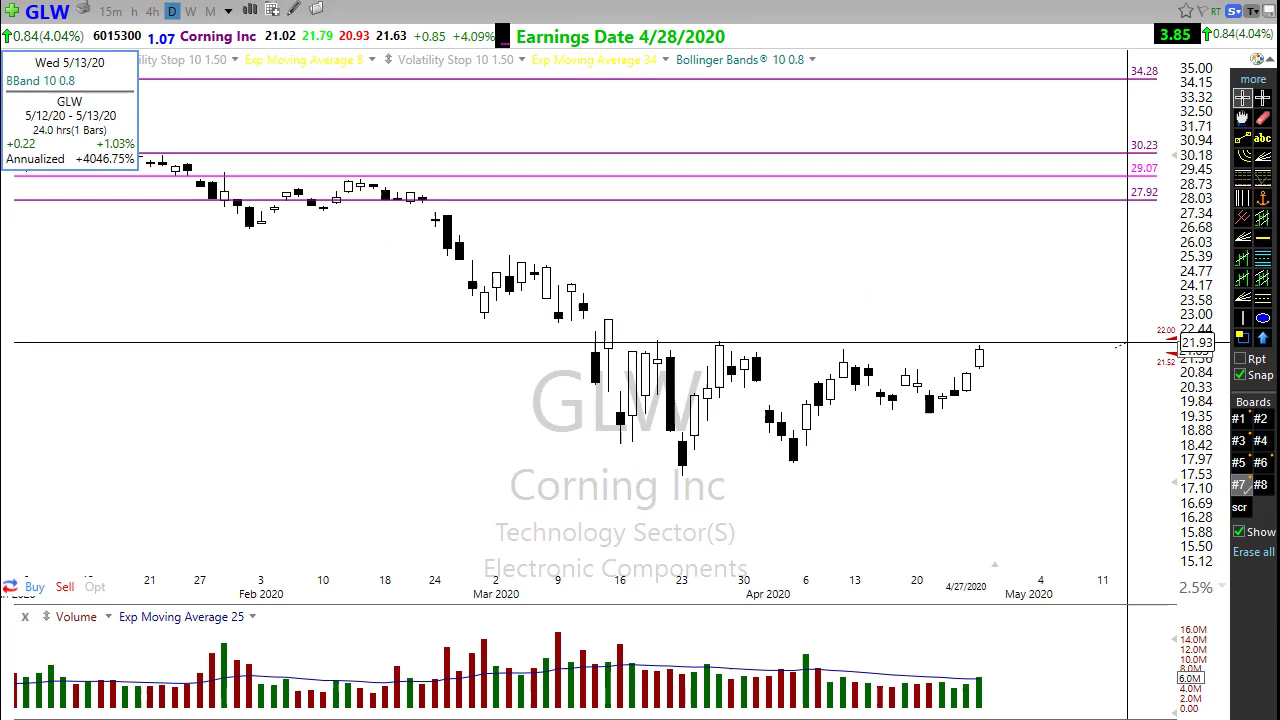 GLW 15m h 4h D W M RT S T
0.84(4.04%) 6015300 1.07 Corning Inc 21.02 21.79 20.93 21.63 +0.85 +4.09% Earnings Date 4/28/2020 3.85 0.84(4.04%)
Wed 5/13/20
BBand 10 0.8
GLW
5/12/20 - 5/13/20
24.0 hrs(1 Bars)
+0.22 +1.03%
Annualized +4046.75%
tility Stop 10 1.50 Exp Moving Average 8 Volatility Stop 10 1.50 Exp Moving Average 34 Bollinger Bands® 10 0.8
34.28
30.23
29.07
27.92
22.00
21.52
35.00
34.15
33.32
32.50
31.71
30.94
30.18
29.45
28.73
28.03
27.34
26.68
26.03
25.39
24.77
24.17
23.58
23.00
22.44
21.93
20.84
20.33
19.84
19.35
18.88
18.42
17.97
17.53
17.10
16.69
16.28
15.88
15.50
15.12
2.5%
GLW
Corning Inc
Technology Sector(S)
Electronic Components
Buy Sell Opt
21 27 3 10 18 24 2 9 16 23 30 6 13 20 4/27/2020 4 11
Feb 2020 Mar 2020 Apr 2020 May 2020
x Volume Exp Moving Average 25
16.0M
14.0M
12.0M
10.0M
8.0M
6.0M
4.0M
2.0M
0.00
more
abc
Rpt
Snap
Boards
#1 #2
#3 #4
#5 #6
#7 #8
scr
Show
Erase all